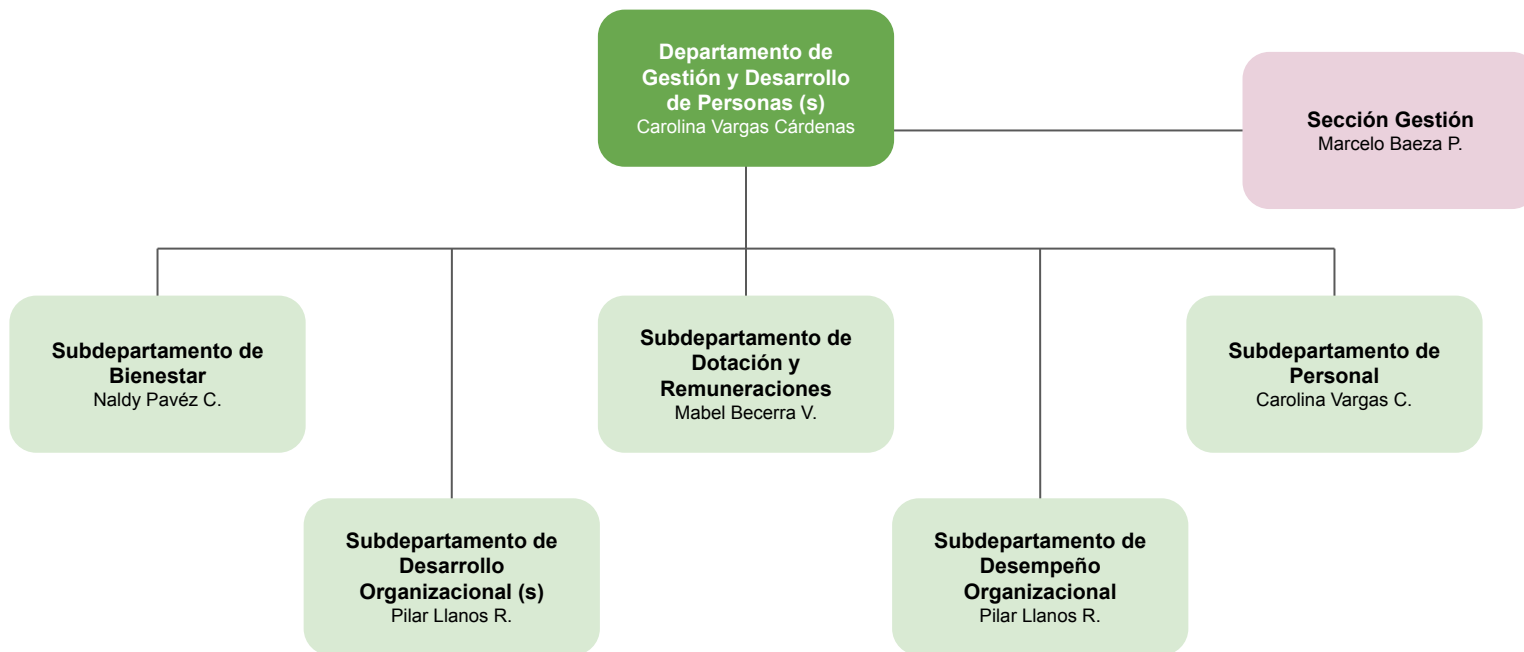 Departamento de
Gestión y Desarrollo
de Personas (s)
Carolina Vargas Cárdenas
Sección Gestión
Marcelo Baeza P.
Subdepartamento de
Bienestar
Naldy Pavéz C.
Subdepartamento de
Dotación y
Remuneraciones
Mabel Becerra V.
Subdepartamento de
Personal
Carolina Vargas C.
Subdepartamento de
Desarrollo
Organizacional (s)
Pilar Llanos R.
Subdepartamento de
Desempeño
Organizacional
Pilar Llanos R.